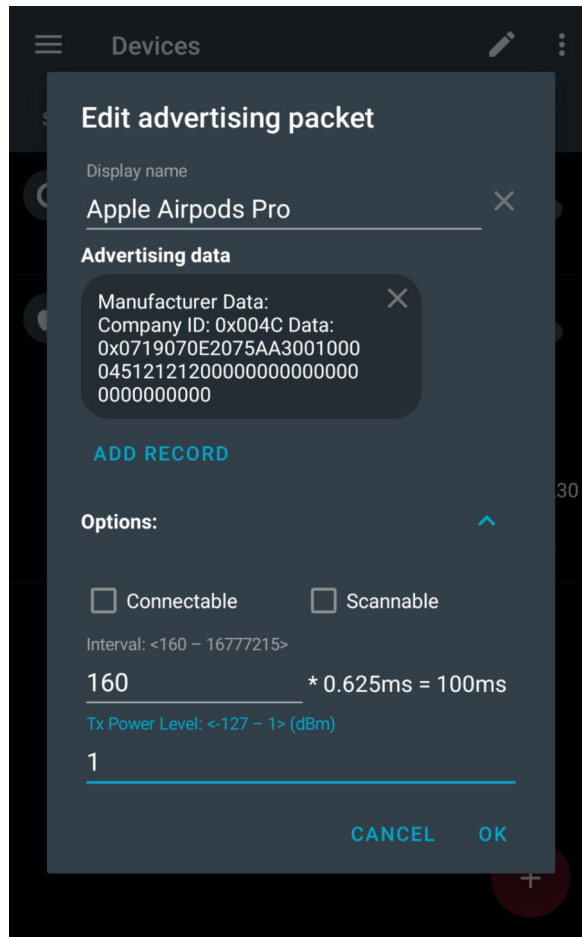 Devices
S
Edit advertising packet
Display name
Apple Airpods Pro
Advertising data
Manufacturer Data:
Company ID: 0x004C Data:
0x0719070E2075AA3001000
04512121200000000000000
0000000000
ADD RECORD
30
Options:
Connectable Scannable
Interval: <160 – 16777215>
160 * 0.625ms = 100ms
Tx Power Level: <-127 – 1> (dBm)
1
CANCEL OK